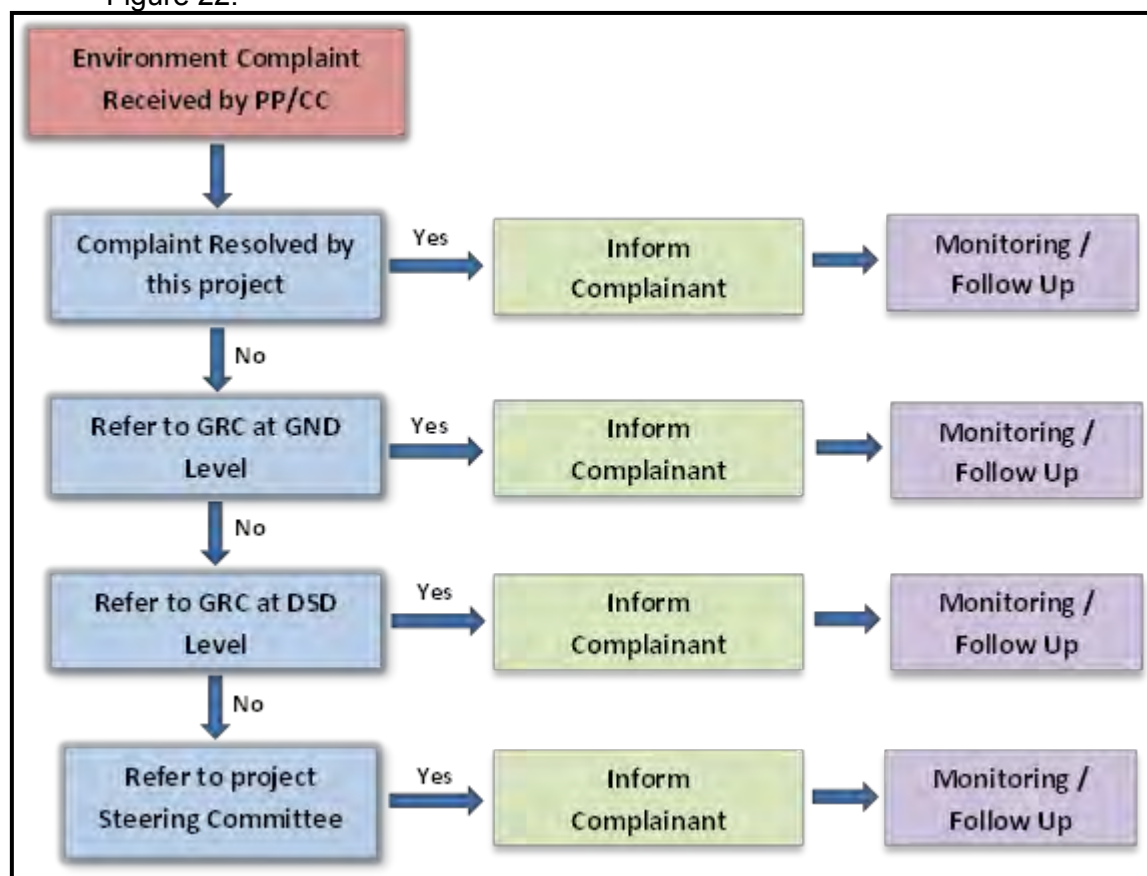 Figure 22:
Environment Complaint
Received by PP/CC
Complaint Resolved by
this project
Yes
Inform
Complainant
Monitoring /
Follow Up
No
Refer to GRC at GND
Level
Yes
Inform
Complainant
Monitoring /
Follow Up
No
Refer to GRC at DSD
Level
Yes
Inform
Complainant
Monitoring /
Follow Up
No
Refer to project
Steering Committee
Yes
Inform
Complainant
Monitoring /
Follow Up